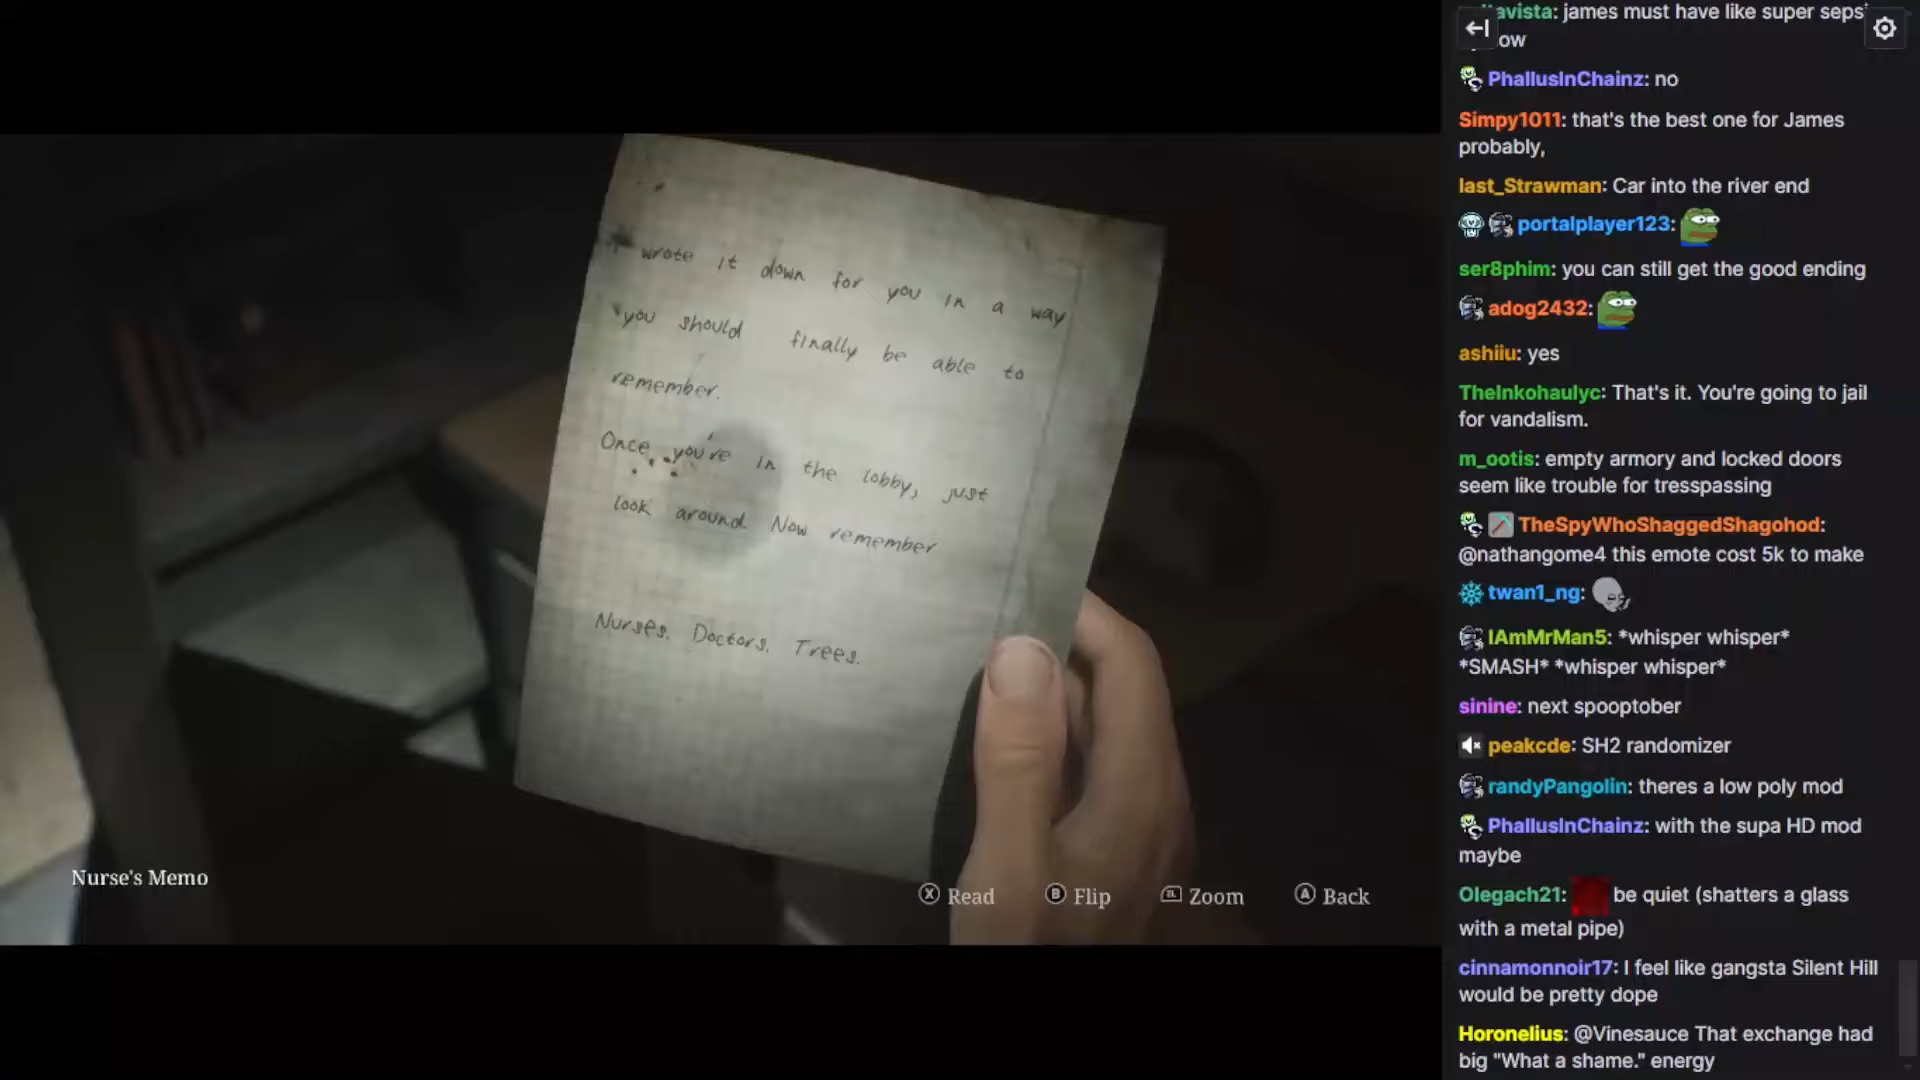 I wrote it down for you in a way
you should finally be able to
remember.
Once you're in the lobby, just
look around. Now remember
Nurses. Doctors. Trees.
Nurse's Memo
X Read
B Flip
ZL Zoom
A Back
james must have like super
now
PhallusInChainz: no
Simpy1011: that's the best one for James
probably,
last_Strawman: Car into the river end
portalplayer123:
ser8phim: you can still get the good ending
adog2432:
ashiiu: yes
TheInkohaulyc: That's it. You're going to jail
for vandalism.
m_ootis: empty armory and locked doors
seem like trouble for tresspassing
TheSpyWhoShaggedShagohod:
@nathangome4 this emote cost 5k to make
twan1_ng:
IAmMrMan5: *whisper whisper*
*SMASH* *whisper whisper*
sinine: next spooptober
peakcde: SH2 randomizer
randyPangolin: theres a low poly mod
PhallusInChainz: with the supa HD mod
maybe
Olegach21: be quiet (shatters a glass
with a metal pipe)
cinnamonnoir17: I feel like gangsta Silent Hill
would be pretty dope
Horonelius: @Vinesauce That exchange had
big "What a shame." energy